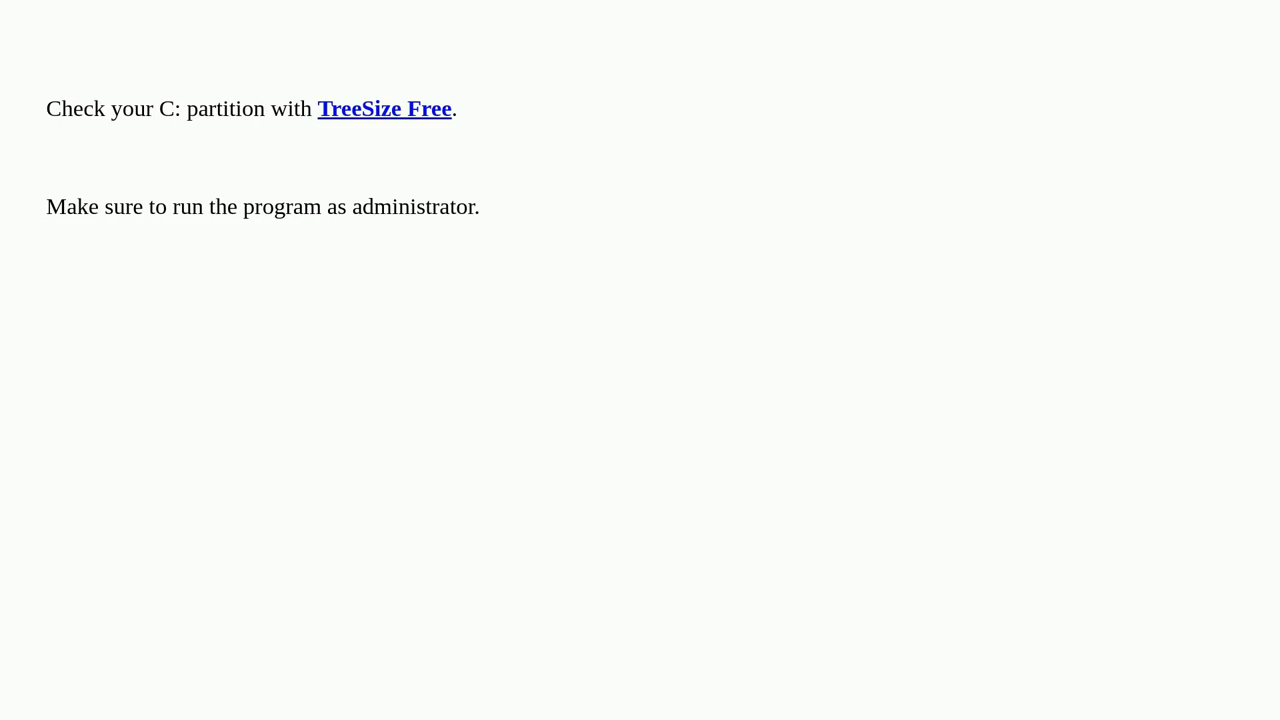 Check your C: partition with TreeSize Free.
Make sure to run the program as administrator.